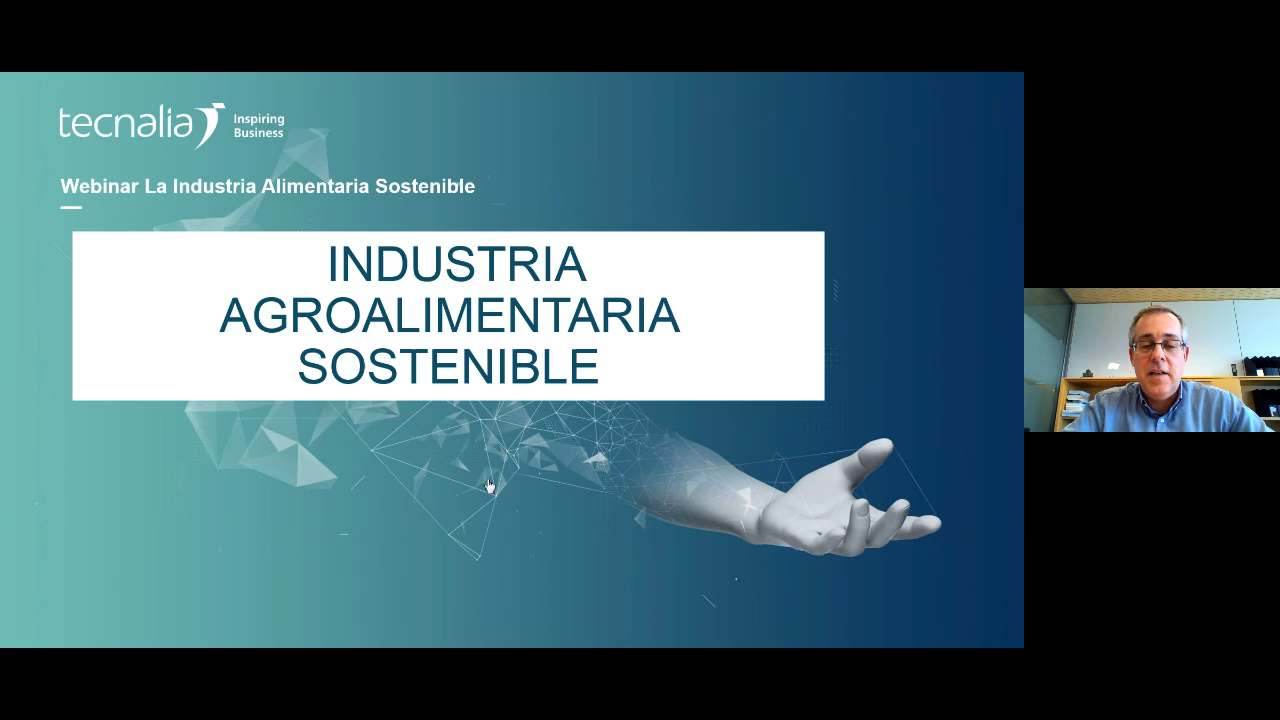 tecnalia Inspiring
Business
Webinar La Industria Alimentaria Sostenible
INDUSTRIA
AGROALIMENTARIA
SOSTENIBLE